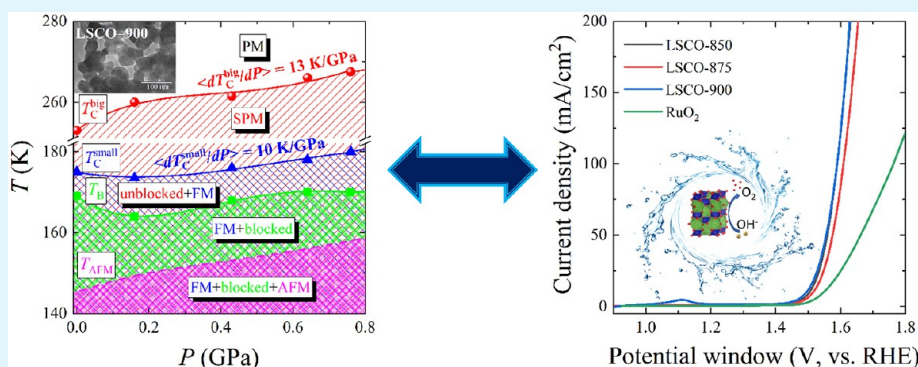 LSCO-900
100 nm
PM
<dT_C^big/dP> = 13 K/GPa
T_C^big
SPM
T_C^small
<dT_C^small/dP> = 10 K/GPa
T_B
unblocked+FM
FM+blocked
T_AFM
FM+blocked+AFM
T (K)
280
260
240
180
160
140
0.0 0.2 0.4 0.6 0.8
P (GPa)
LSCO-850
LSCO-875
LSCO-900
RuO₂
O₂
OH⁻
Current density (mA/cm²)
200
150
100
50
0
1.0 1.2 1.4 1.6 1.8
Potential window (V, vs. RHE)